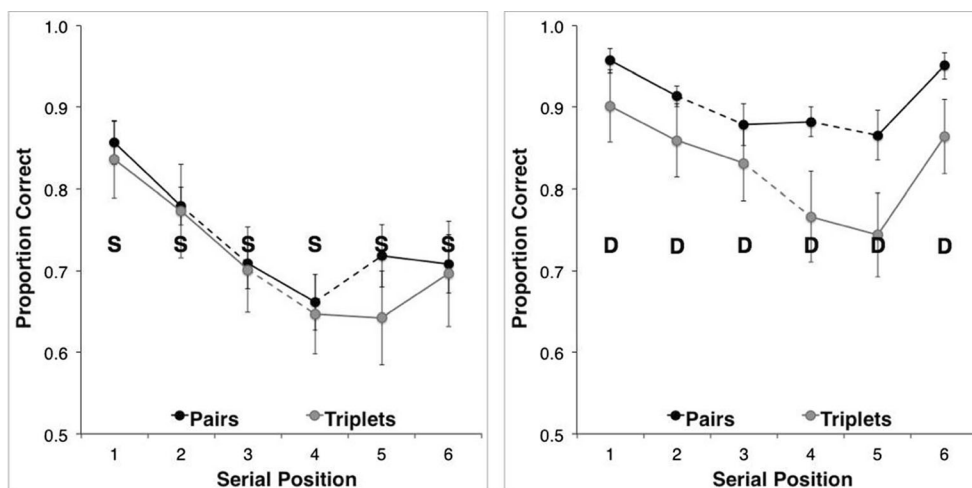 1.0
0.9
0.8
0.7
0.6
0.5
Proportion Correct
S S S S S S
Pairs Triplets
1 2 3 4 5 6
Serial Position
1.0
0.9
0.8
0.7
0.6
0.5
Proportion Correct
D D D D D D
Pairs Triplets
1 2 3 4 5 6
Serial Position